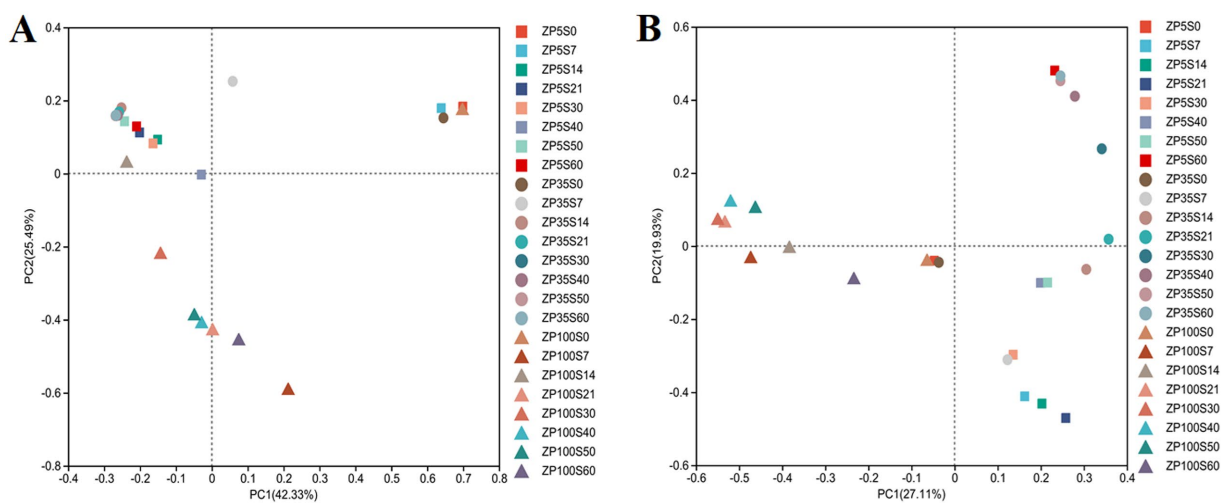 A
PC2(25.49%)
0.4
0.2
0
-0.2
-0.4
-0.6
-0.8
-0.4 -0.3 -0.2 -0.1 0 0.1 0.2 0.3 0.4 0.5 0.6 0.7 0.8
PC1(42.33%)
ZP5S0
ZP5S7
ZP5S14
ZP5S21
ZP5S30
ZP5S40
ZP5S50
ZP5S60
ZP35S0
ZP35S7
ZP35S14
ZP35S21
ZP35S30
ZP35S40
ZP35S50
ZP35S60
ZP100S0
ZP100S7
ZP100S14
ZP100S21
ZP100S30
ZP100S40
ZP100S50
ZP100S60
B
PC2(19.93%)
0.6
0.4
0.2
0
-0.2
-0.4
-0.6
-0.6 -0.5 -0.4 -0.3 -0.2 -0.1 0 0.1 0.2 0.3 0.4
PC1(27.11%)
ZP5S0
ZP5S7
ZP5S14
ZP5S21
ZP5S30
ZP5S40
ZP5S50
ZP5S60
ZP35S0
ZP35S7
ZP35S14
ZP35S21
ZP35S30
ZP35S40
ZP35S50
ZP35S60
ZP100S0
ZP100S7
ZP100S14
ZP100S21
ZP100S30
ZP100S40
ZP100S50
ZP100S60